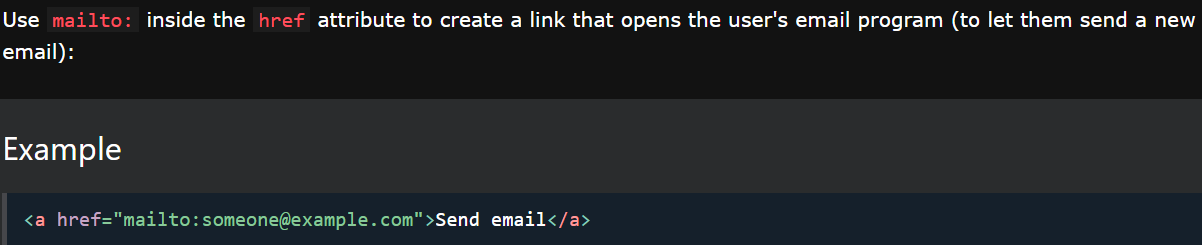 Use mailto: inside the href attribute to create a link that opens the user's email program (to let them send a new
email):
Example
<a href="mailto:someone@example.com">Send email</a>